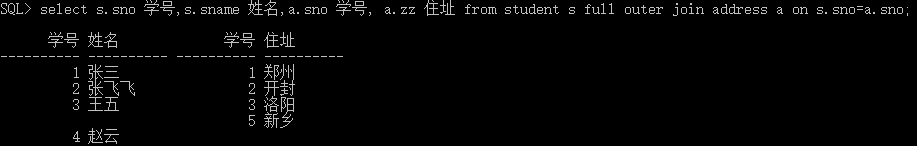 SQL> select s.sno 学号,s.sname 姓名,a.sno 学号, a.zz 住址 from student s full outer join address a on s.sno=a.sno;
学号 姓名 学号 住址
---------- ---------- ---------- ----------
1 张三 1 郑州
2 张飞飞 2 开封
3 王五 3 洛阳
5 新乡
4 赵云